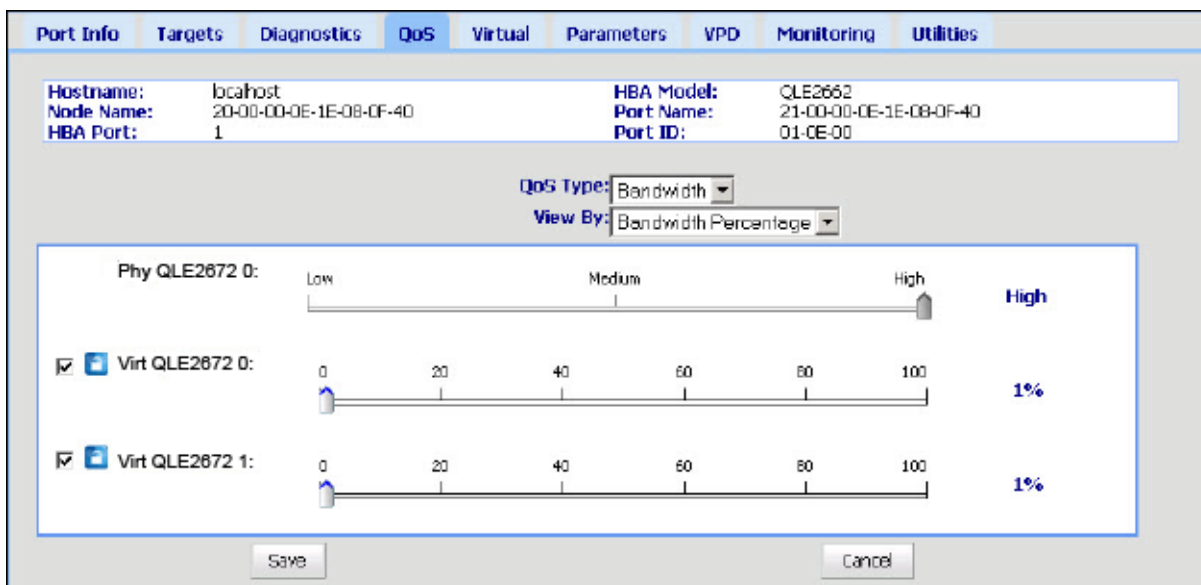 Port Info Targets Diagnostics QoS Virtual Parameters VPD Monitoring Utilities
Hostname: localhost HBA Model: QLE2662
Node Name: 20-00-00-0E-1E-08-0F-40 Port Name: 21-00-00-0E-1E-08-0F-40
HBA Port: 1 Port ID: 01-0E-00
QoS Type: Bandwidth
View By: Bandwidth Percentage
Phy QLE2672 0: Low Medium High High
Virt QLE2672 0: 0 20 40 60 80 100 1%
Virt QLE2672 1: 0 20 40 60 80 100 1%
Save Cancel